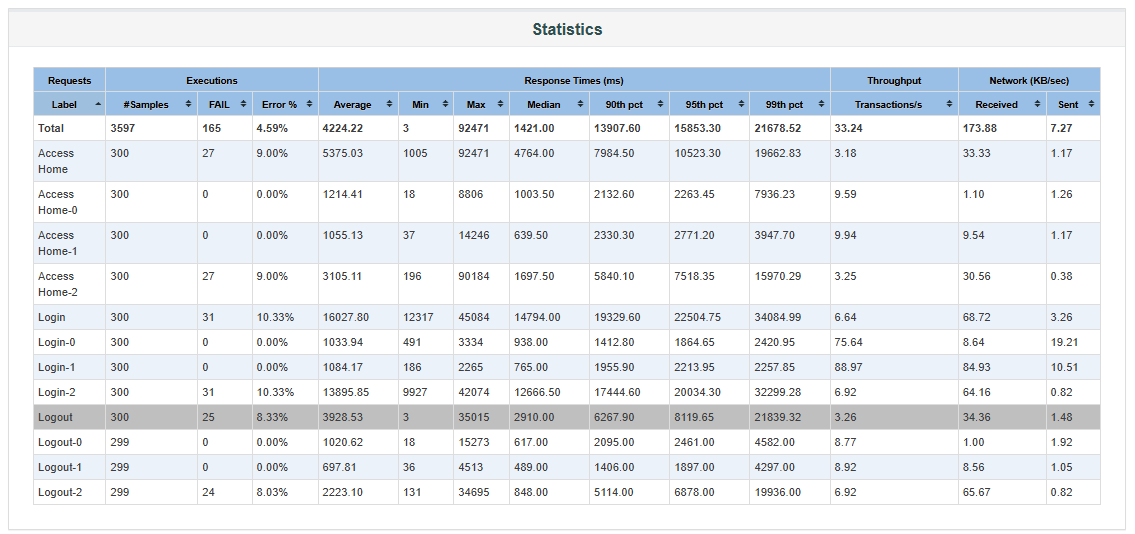 Statistics
Requests Executions Response Times (ms) Throughput Network (KB/sec)
Label #Samples FAIL Error % Average Min Max Median 90th pct 95th pct 99th pct Transactions/s Received Sent
Total 3597 165 4.59% 4224.22 3 92471 1421.00 13907.60 15853.30 21678.52 33.24 173.88 7.27
Access 300 27 9.00% 5375.03 1005 92471 4764.00 7984.50 10523.30 19662.83 3.18 33.33 1.17
Home
Access 300 0 0.00% 1214.41 18 8806 1003.50 2132.60 2263.45 7936.23 9.59 1.10 1.26
Home-0
Access 300 0 0.00% 1055.13 37 14246 639.50 2330.30 2771.20 3947.70 9.94 9.54 1.17
Home-1
Access 300 27 9.00% 3105.11 196 90184 1697.50 5840.10 7518.35 15970.29 3.25 30.56 0.38
Home-2
Login 300 31 10.33% 16027.80 12317 45084 14794.00 19329.60 22504.75 34084.99 6.64 68.72 3.26
Login-0 300 0 0.00% 1033.94 491 3334 938.00 1412.80 1864.65 2420.95 75.64 8.64 19.21
Login-1 300 0 0.00% 1084.17 186 2265 765.00 1955.90 2213.95 2257.85 88.97 84.93 10.51
Login-2 300 31 10.33% 13895.85 9927 42074 12666.50 17444.60 20034.30 32299.28 6.92 64.16 0.82
Logout 300 25 8.33% 3928.53 3 35015 2910.00 6267.90 8119.65 21839.32 3.26 34.36 1.48
Logout-0 299 0 0.00% 1020.62 18 15273 617.00 2095.00 2461.00 4582.00 8.77 1.00 1.92
Logout-1 299 0 0.00% 697.81 36 4513 489.00 1406.00 1897.00 4297.00 8.92 8.56 1.05
Logout-2 299 24 8.03% 2223.10 131 34695 848.00 5114.00 6878.00 19936.00 6.92 65.67 0.82